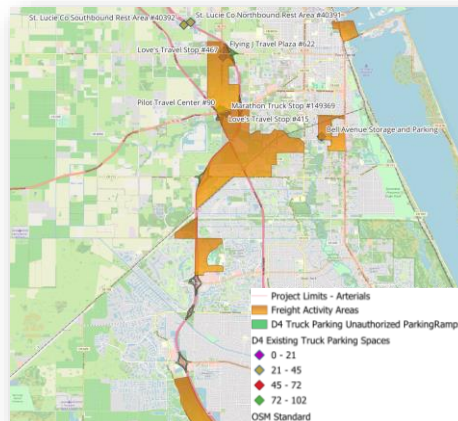 St. Lucie Co Southbound Rest Area #40392
St. Lucie Co Northbound Rest Area #40391
Love's Travel Stop #467
Flying J Travel Plaza #622
Pilot Travel Center #90
Marathon Truck Stop #149369
Love's Travel Stop #415
Bell Avenue Storage and Parking
Project Limits - Arterials
Freight Activity Areas
D4 Truck Parking Unauthorized ParkingRamp
D4 Existing Truck Parking Spaces
0 - 21
21 - 45
45 - 72
72 - 102
OSM Standard